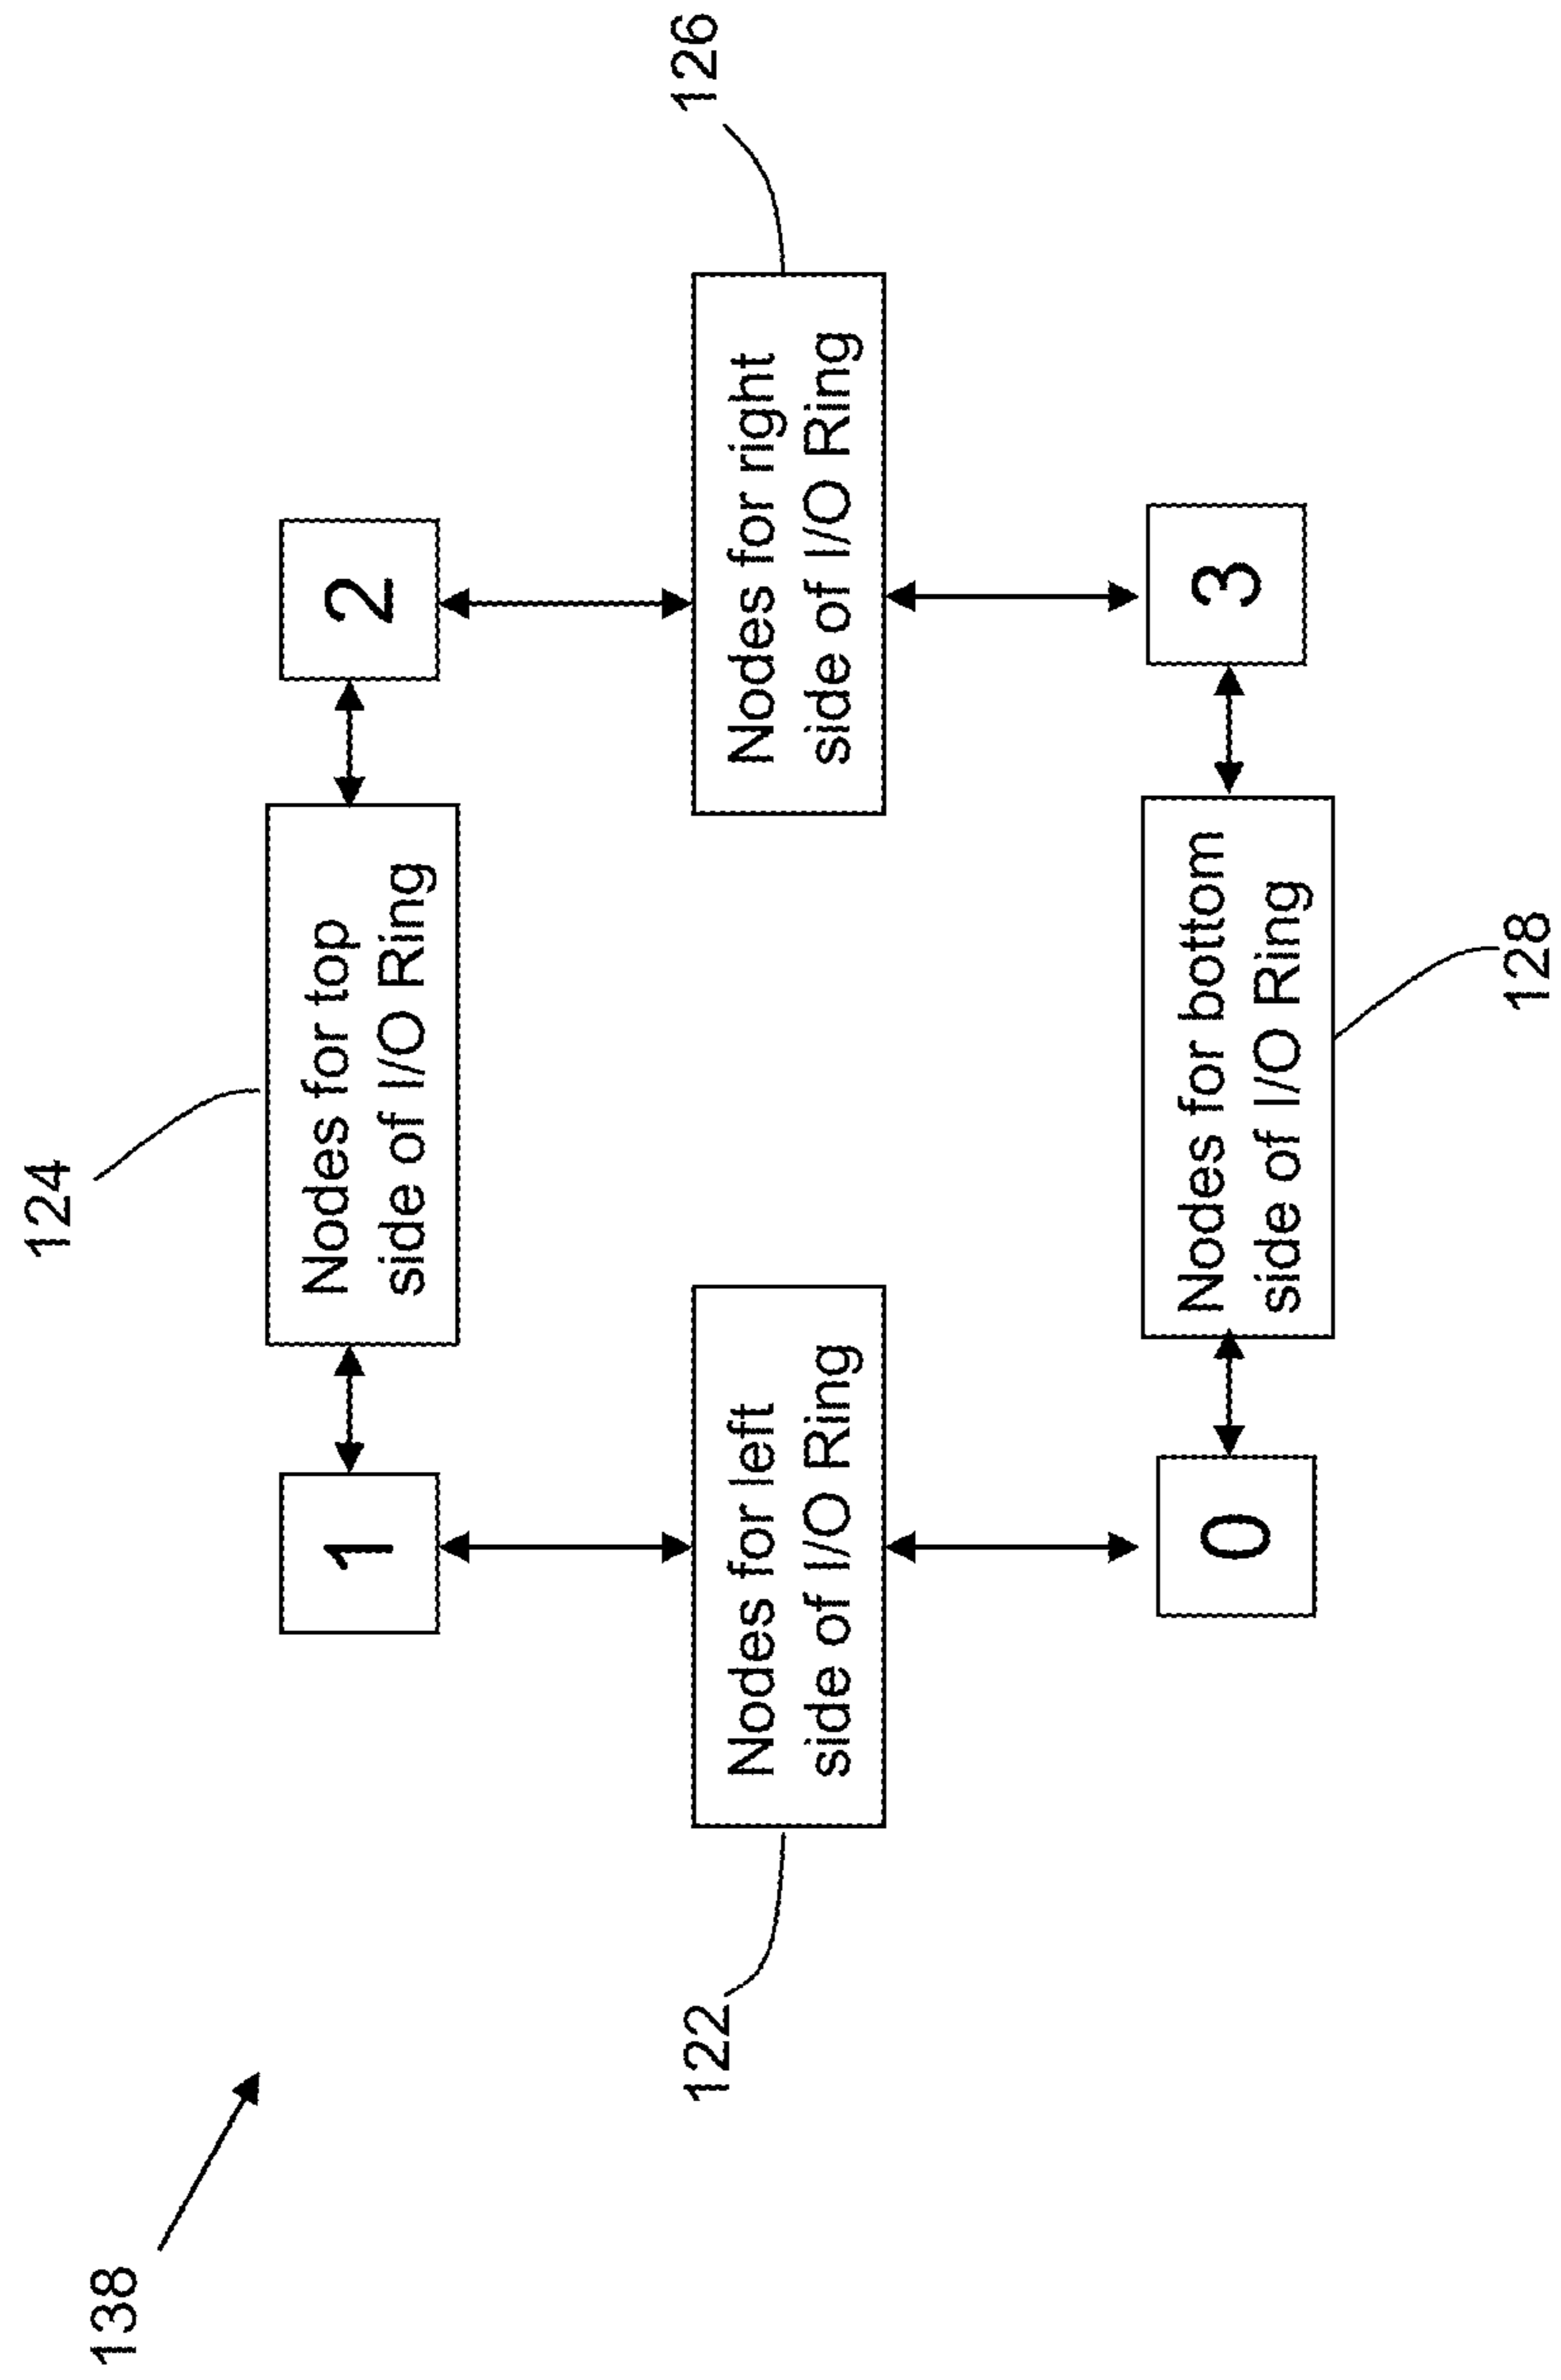 138
124
Nodes for top
side of I/O Ring
1
2
122
Nodes for left
side of I/O Ring
126
Nodes for right
side of I/O Ring
0
Nodes for bottom
side of I/O Ring
3
128